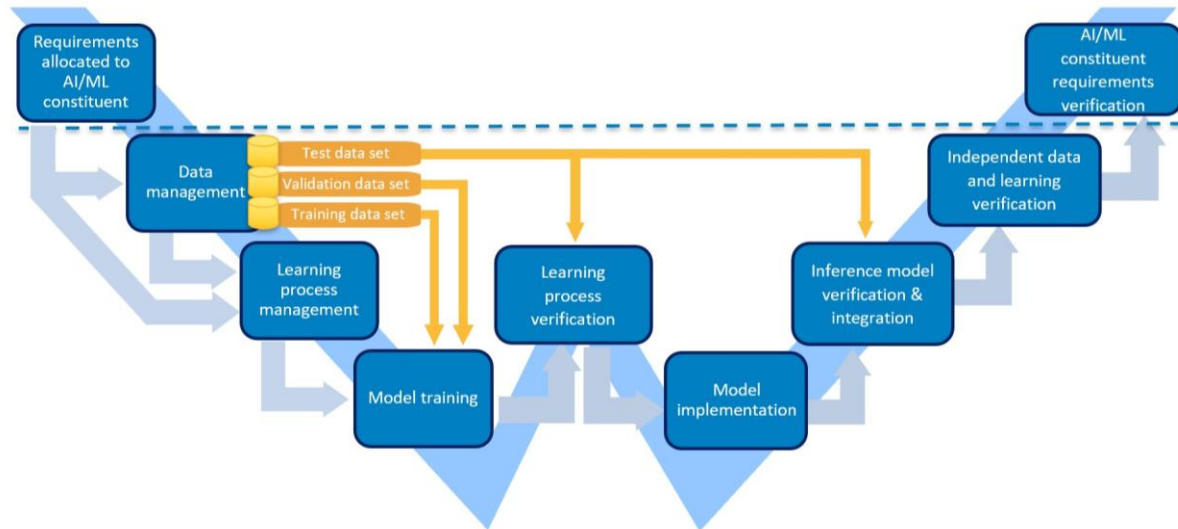 Requirements
allocated to
AI/ML
constituent
AI/ML
constituent
requirements
verification
Data
management
Test data set
Validation data set
Training data set
Independent data
and learning
verification
Learning
process
management
Learning
process
verification
Inference model
verification &
integration
Model training
Model
implementation